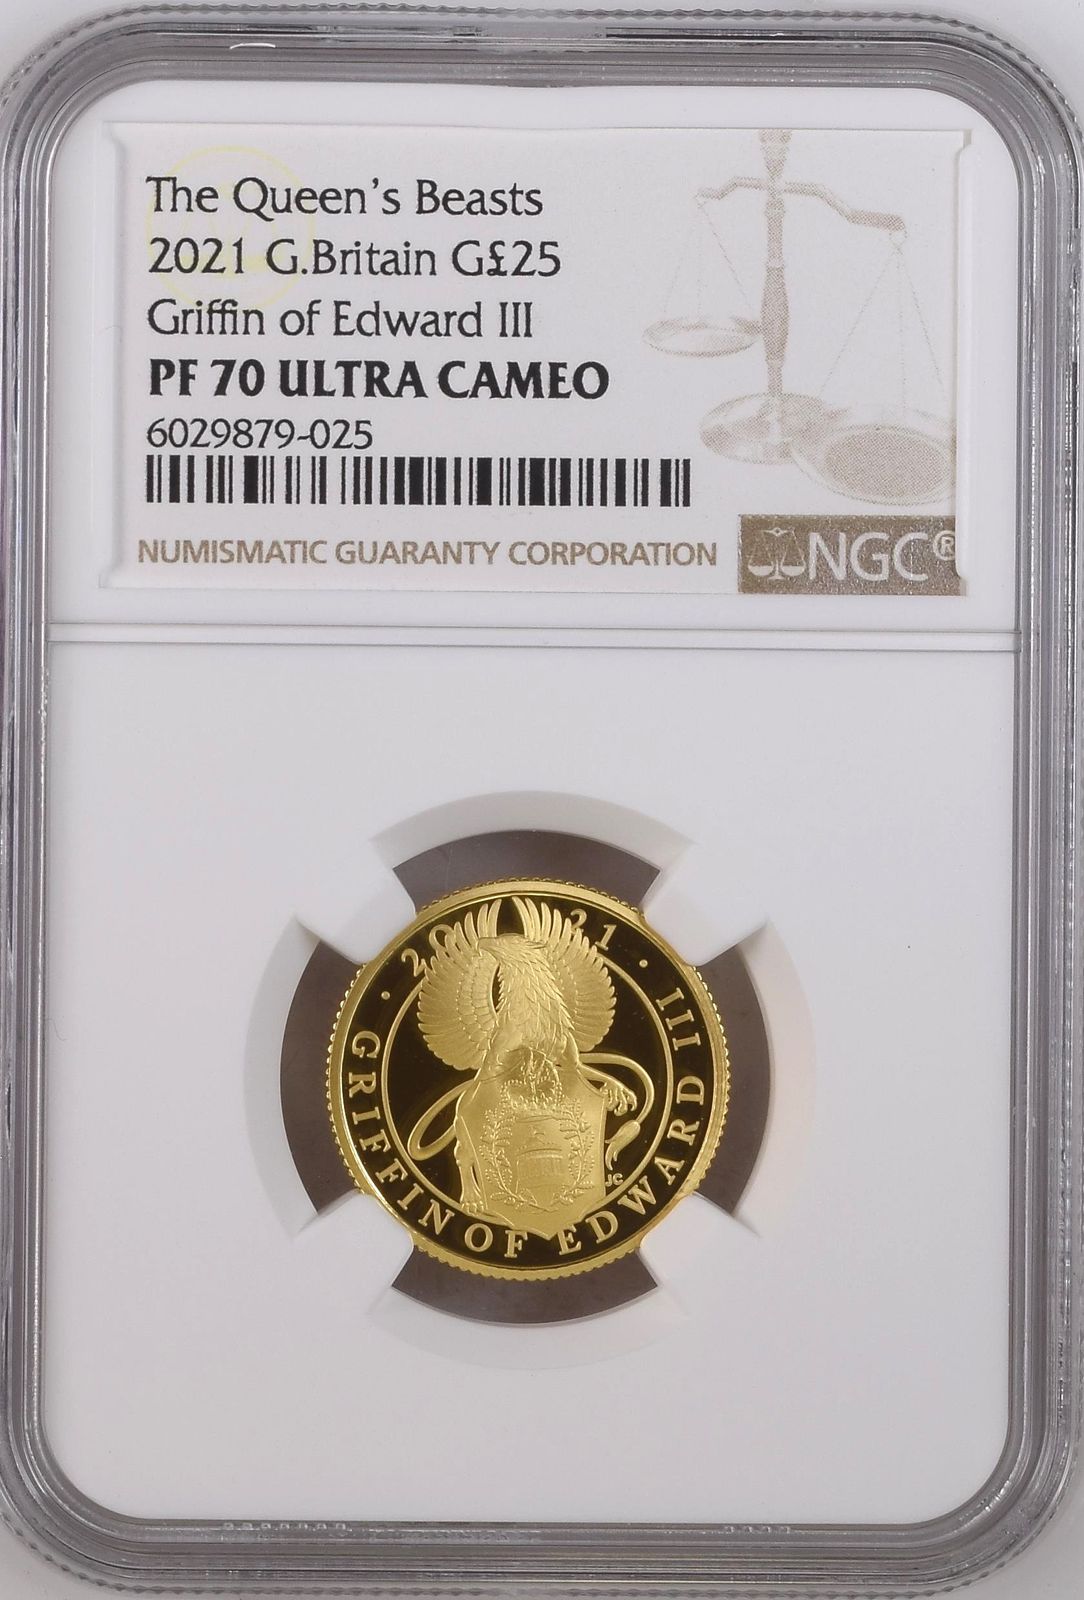 The Queen's Beasts
2021 G.Britain G£25
Griffin of Edward III
PF 70 ULTRA CAMEO
6029879-025
NUMISMATIC GUARANTY CORPORATION
NGC®
· 2021 ·
GRIFFIN OF EDWARD III
JC